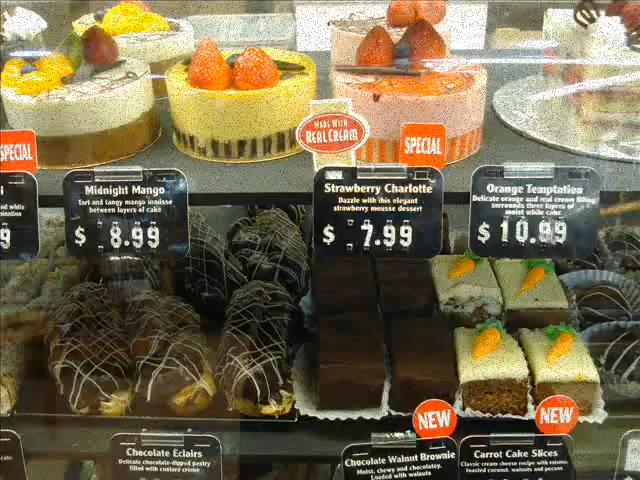 MADE WITH
REAL CREAM
SPECIAL
SPECIAL
9
Midnight Mango
Tart and tangy mango mousse
between layers of cake
$ 8.99
Strawberry Charlotte
Dazzle with this elegant
strawberry mousse dessert
$ 7.99
Orange Temptation
Delicate orange and real cream filling
surrounds three layers of
moist white cake
$ 10.99
NEW
NEW
Chocolate Eclairs
Delicate chocolate-dipped pastry
filled with custard creme
Chocolate Walnut Brownie
Moist, chewy and chocolatey.
Loaded with walnuts
Carrot Cake Slices
Classic cream cheese recipe with raisins,
toasted coconut, walnuts and pecans